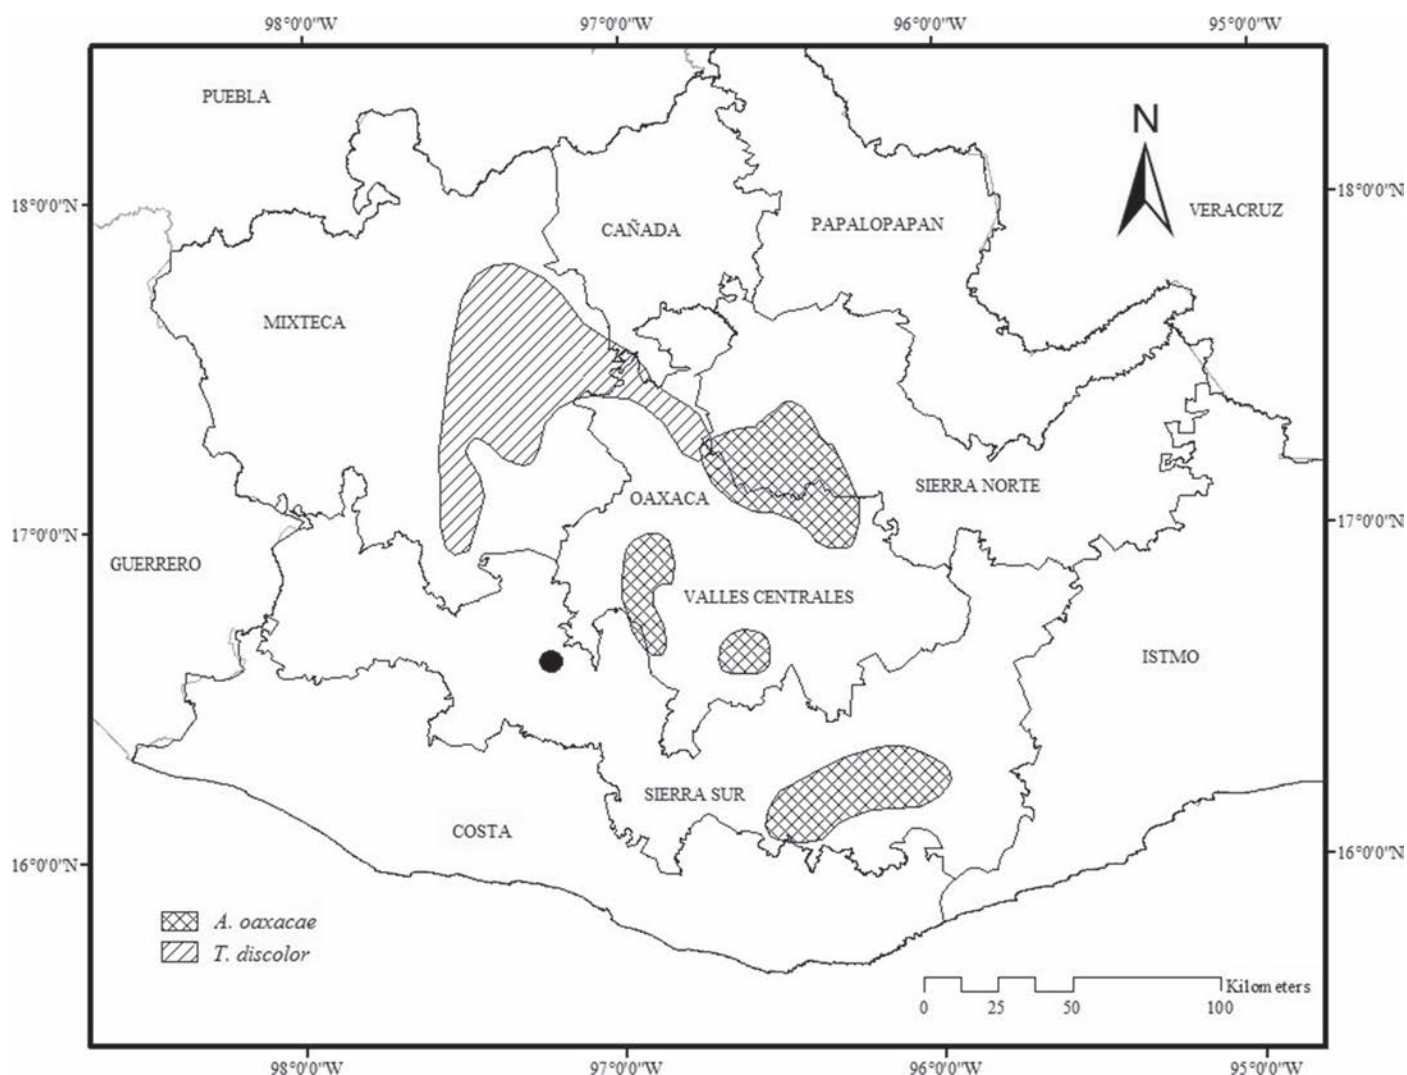 98°0'0"W 97°0'0"W 96°0'0"W 95°0'0"W
PUEBLA
N
18°0'0"N
18°0'0"N
VERACRUZ
CAÑADA
PAPALOPAPAN
MIXTECA
SIERRA NORTE
OAXACA
17°0'0"N
17°0'0"N
GUERRERO
VALLES CENTRALES
ISTMO
SIERRA SUR
COSTA
16°0'0"N
16°0'0"N
A. oaxacae
T. discolor
Kilometers
0 25 50 100
98°0'0"W 97°0'0"W 96°0'0"W 95°0'0"W